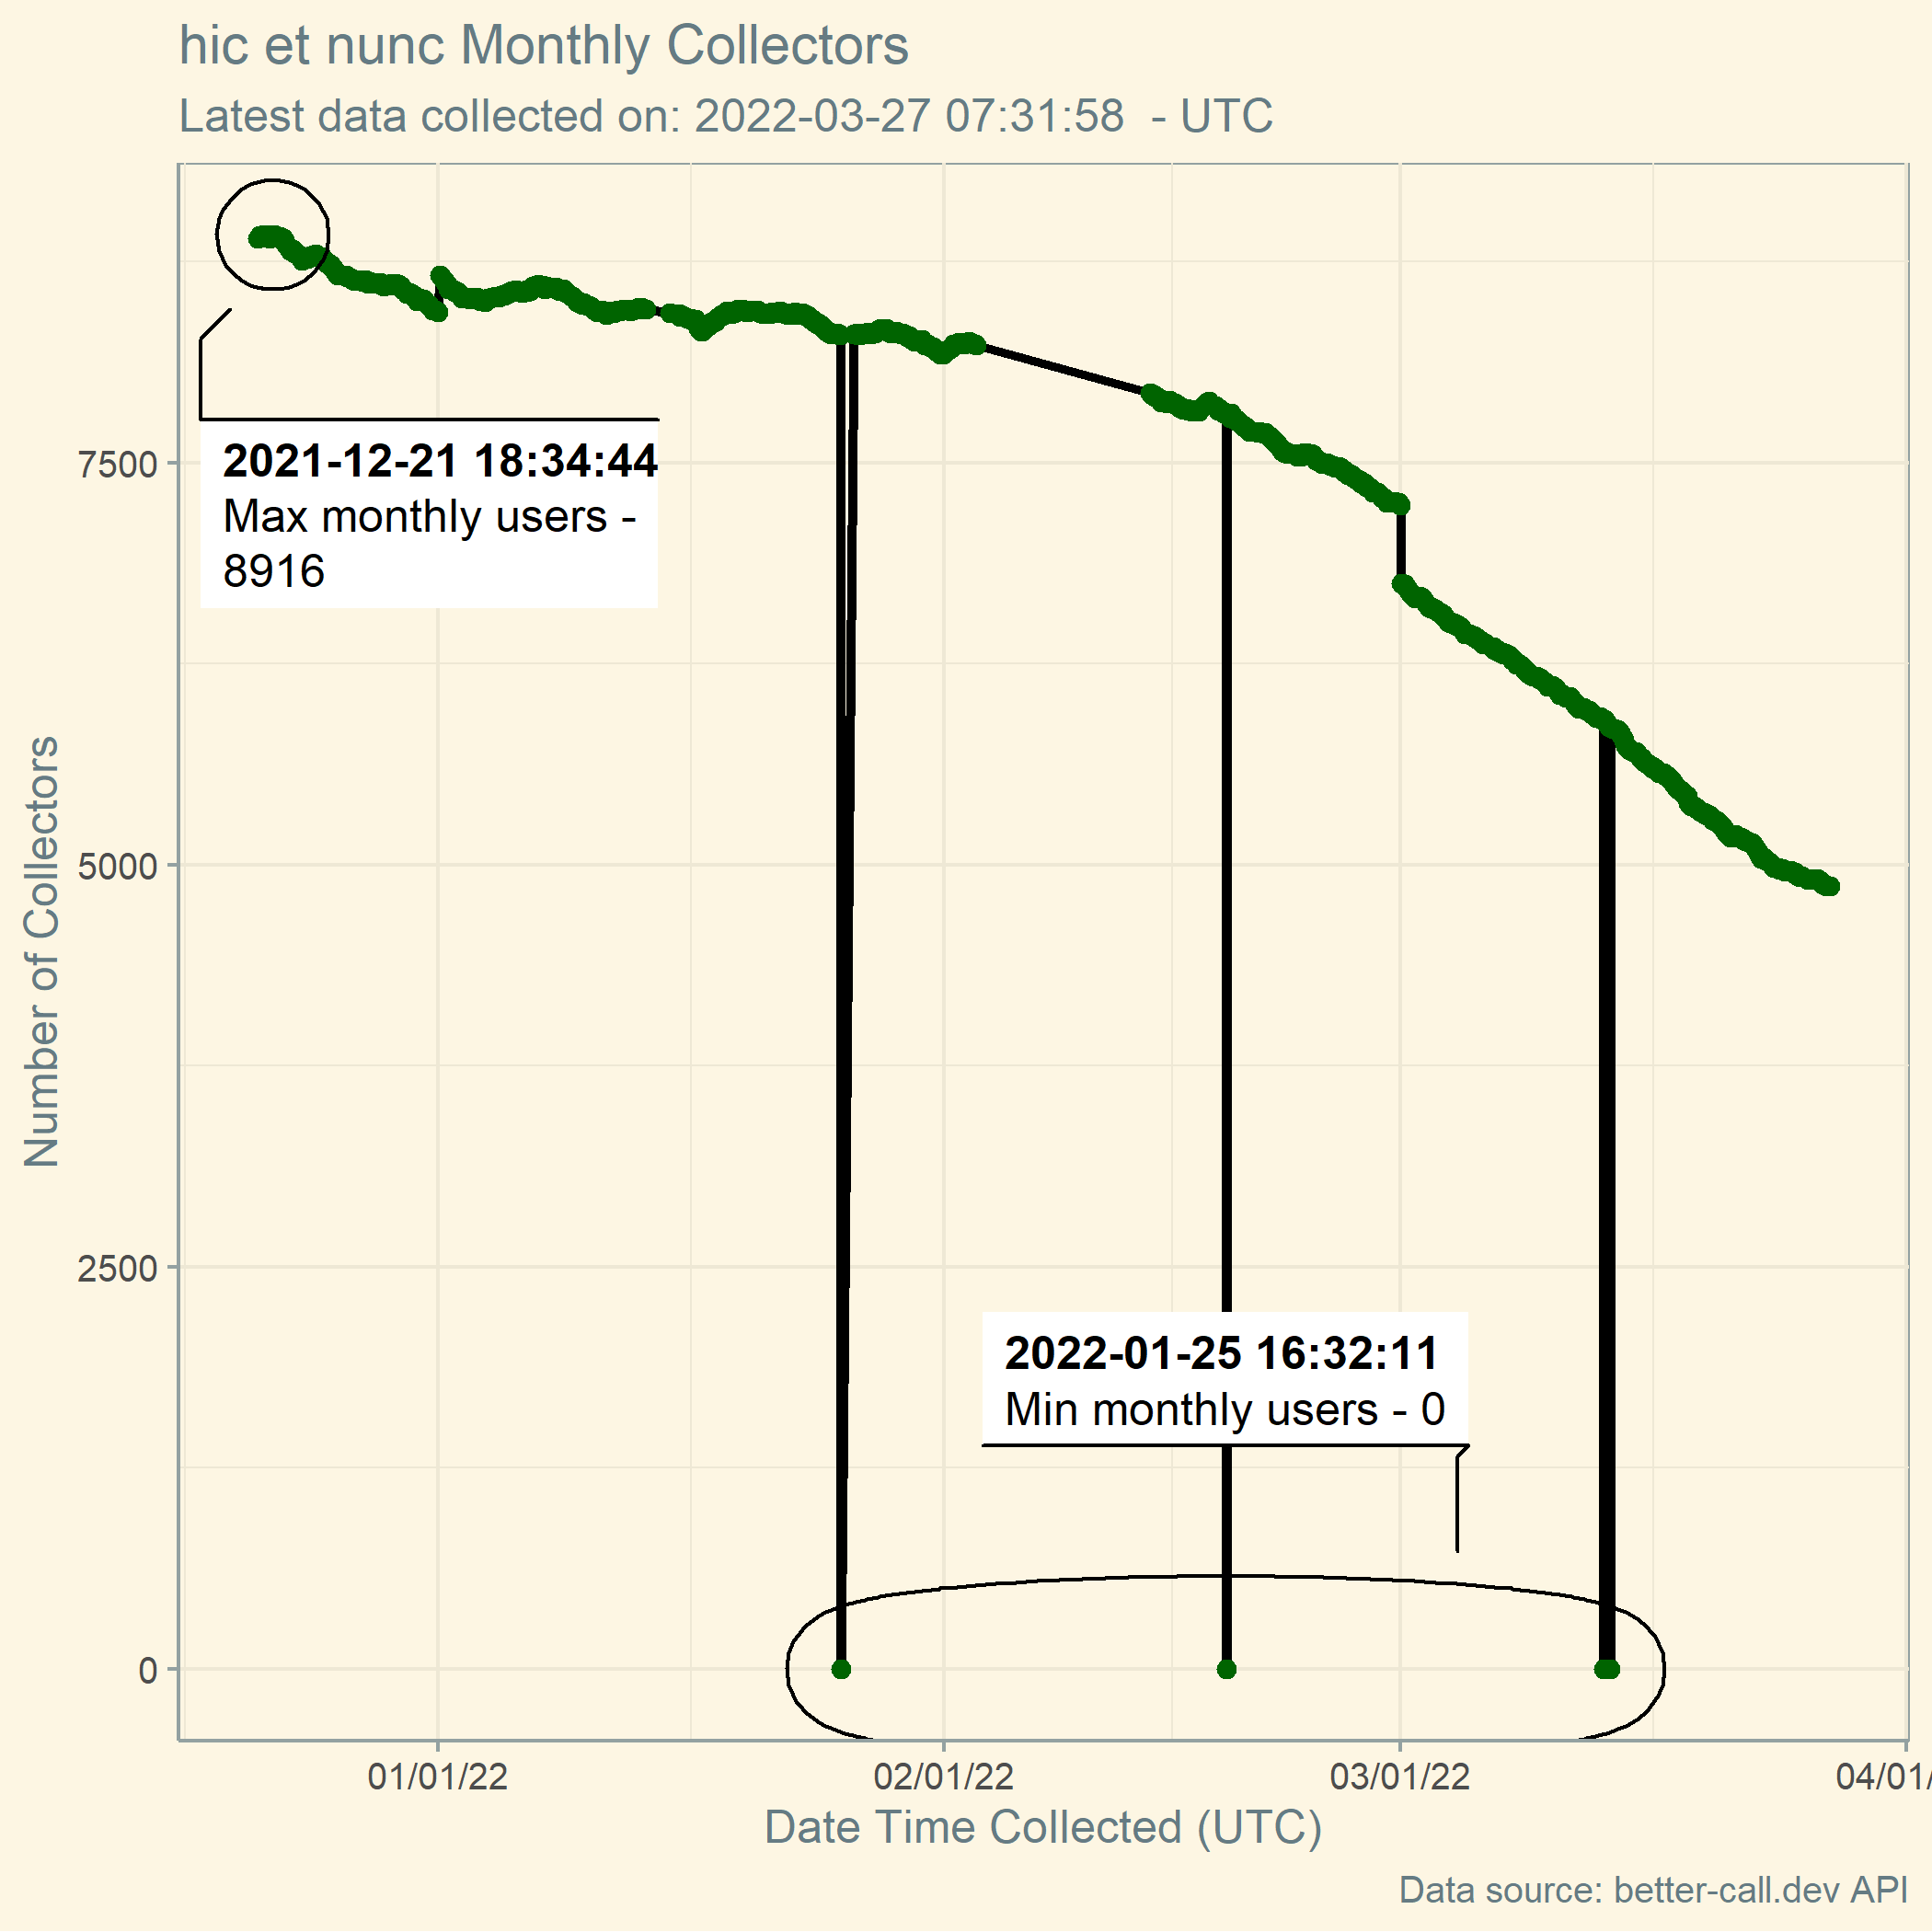 hic et nunc Monthly Collectors
Latest data collected on: 2022-03-27 07:31:58  - UTC
Number of Collectors
7500
5000
2500
0
2021-12-21 18:34:44
Max monthly users -
8916
2022-01-25 16:32:11
Min monthly users - 0
01/01/22
02/01/22
03/01/22
04/01/
Date Time Collected (UTC)
Data source: better-call.dev API